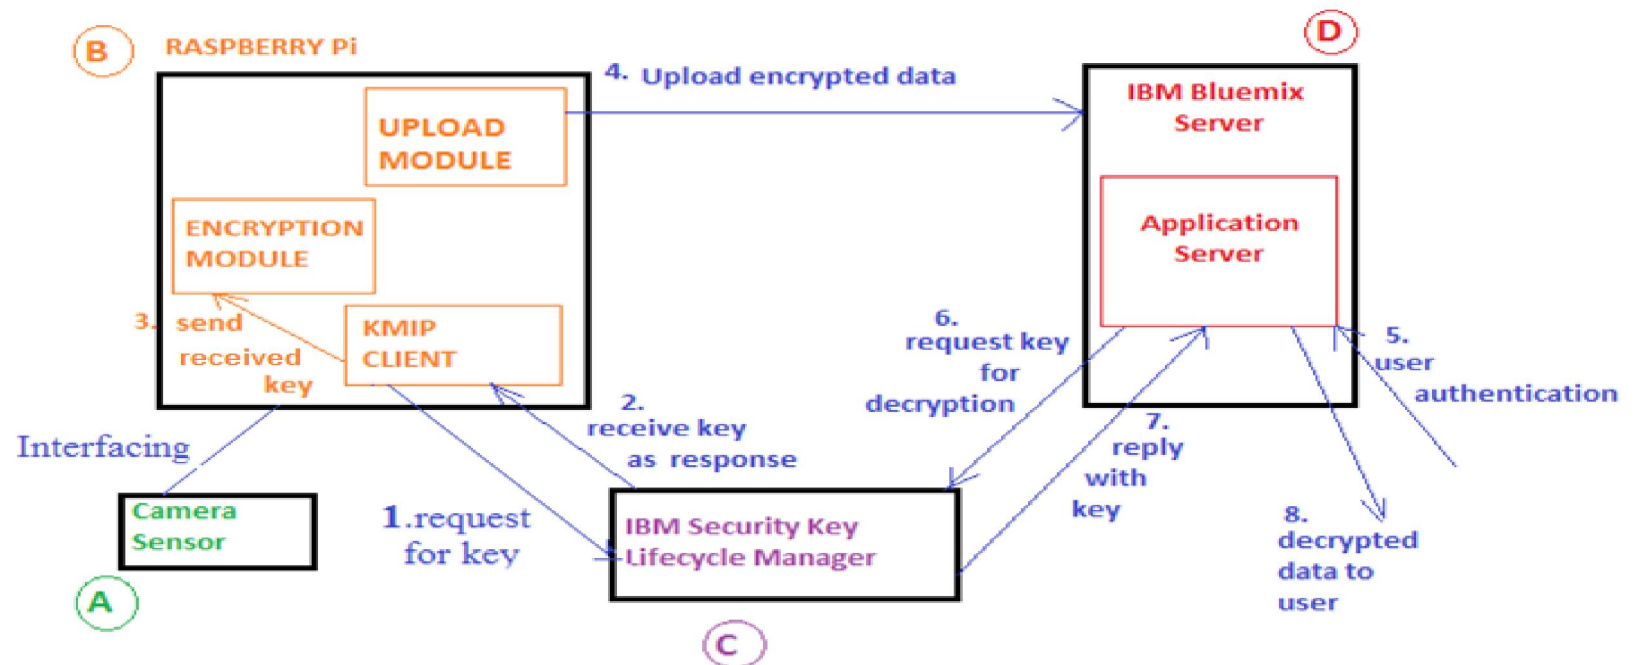 B
RASPBERRY Pi
UPLOAD
MODULE
ENCRYPTION
MODULE
3. send
received
key
KMIP
CLIENT
4. Upload encrypted data
D
IBM Bluemix
Server
Application
Server
Interfacing
Camera
Sensor
A
1.request
for key
2.
receive key
as response
IBM Security Key
Lifecycle Manager
C
6.
request key
for
decryption
7.
reply
with
key
5.
user
authentication
8.
decrypted
data to
user